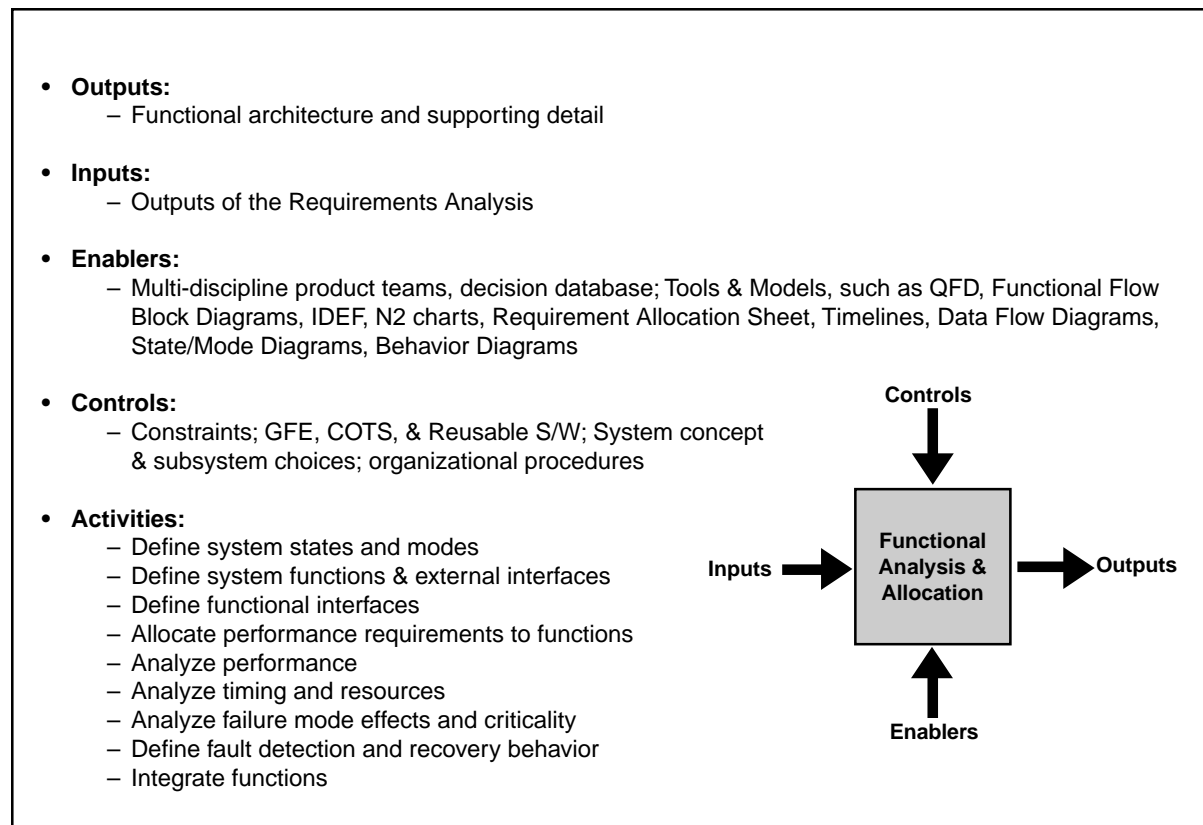 • Outputs:
– Functional architecture and supporting detail
• Inputs:
– Outputs of the Requirements Analysis
• Enablers:
– Multi-discipline product teams, decision database; Tools & Models, such as QFD, Functional Flow
Block Diagrams, IDEF, N2 charts, Requirement Allocation Sheet, Timelines, Data Flow Diagrams,
State/Mode Diagrams, Behavior Diagrams
• Controls:
– Constraints; GFE, COTS, & Reusable S/W; System concept
& subsystem choices; organizational procedures
• Activities:
– Define system states and modes
– Define system functions & external interfaces
– Define functional interfaces
– Allocate performance requirements to functions
– Analyze performance
– Analyze timing and resources
– Analyze failure mode effects and criticality
– Define fault detection and recovery behavior
– Integrate functions
Controls
Inputs
Functional
Analysis &
Allocation
Outputs
Enablers